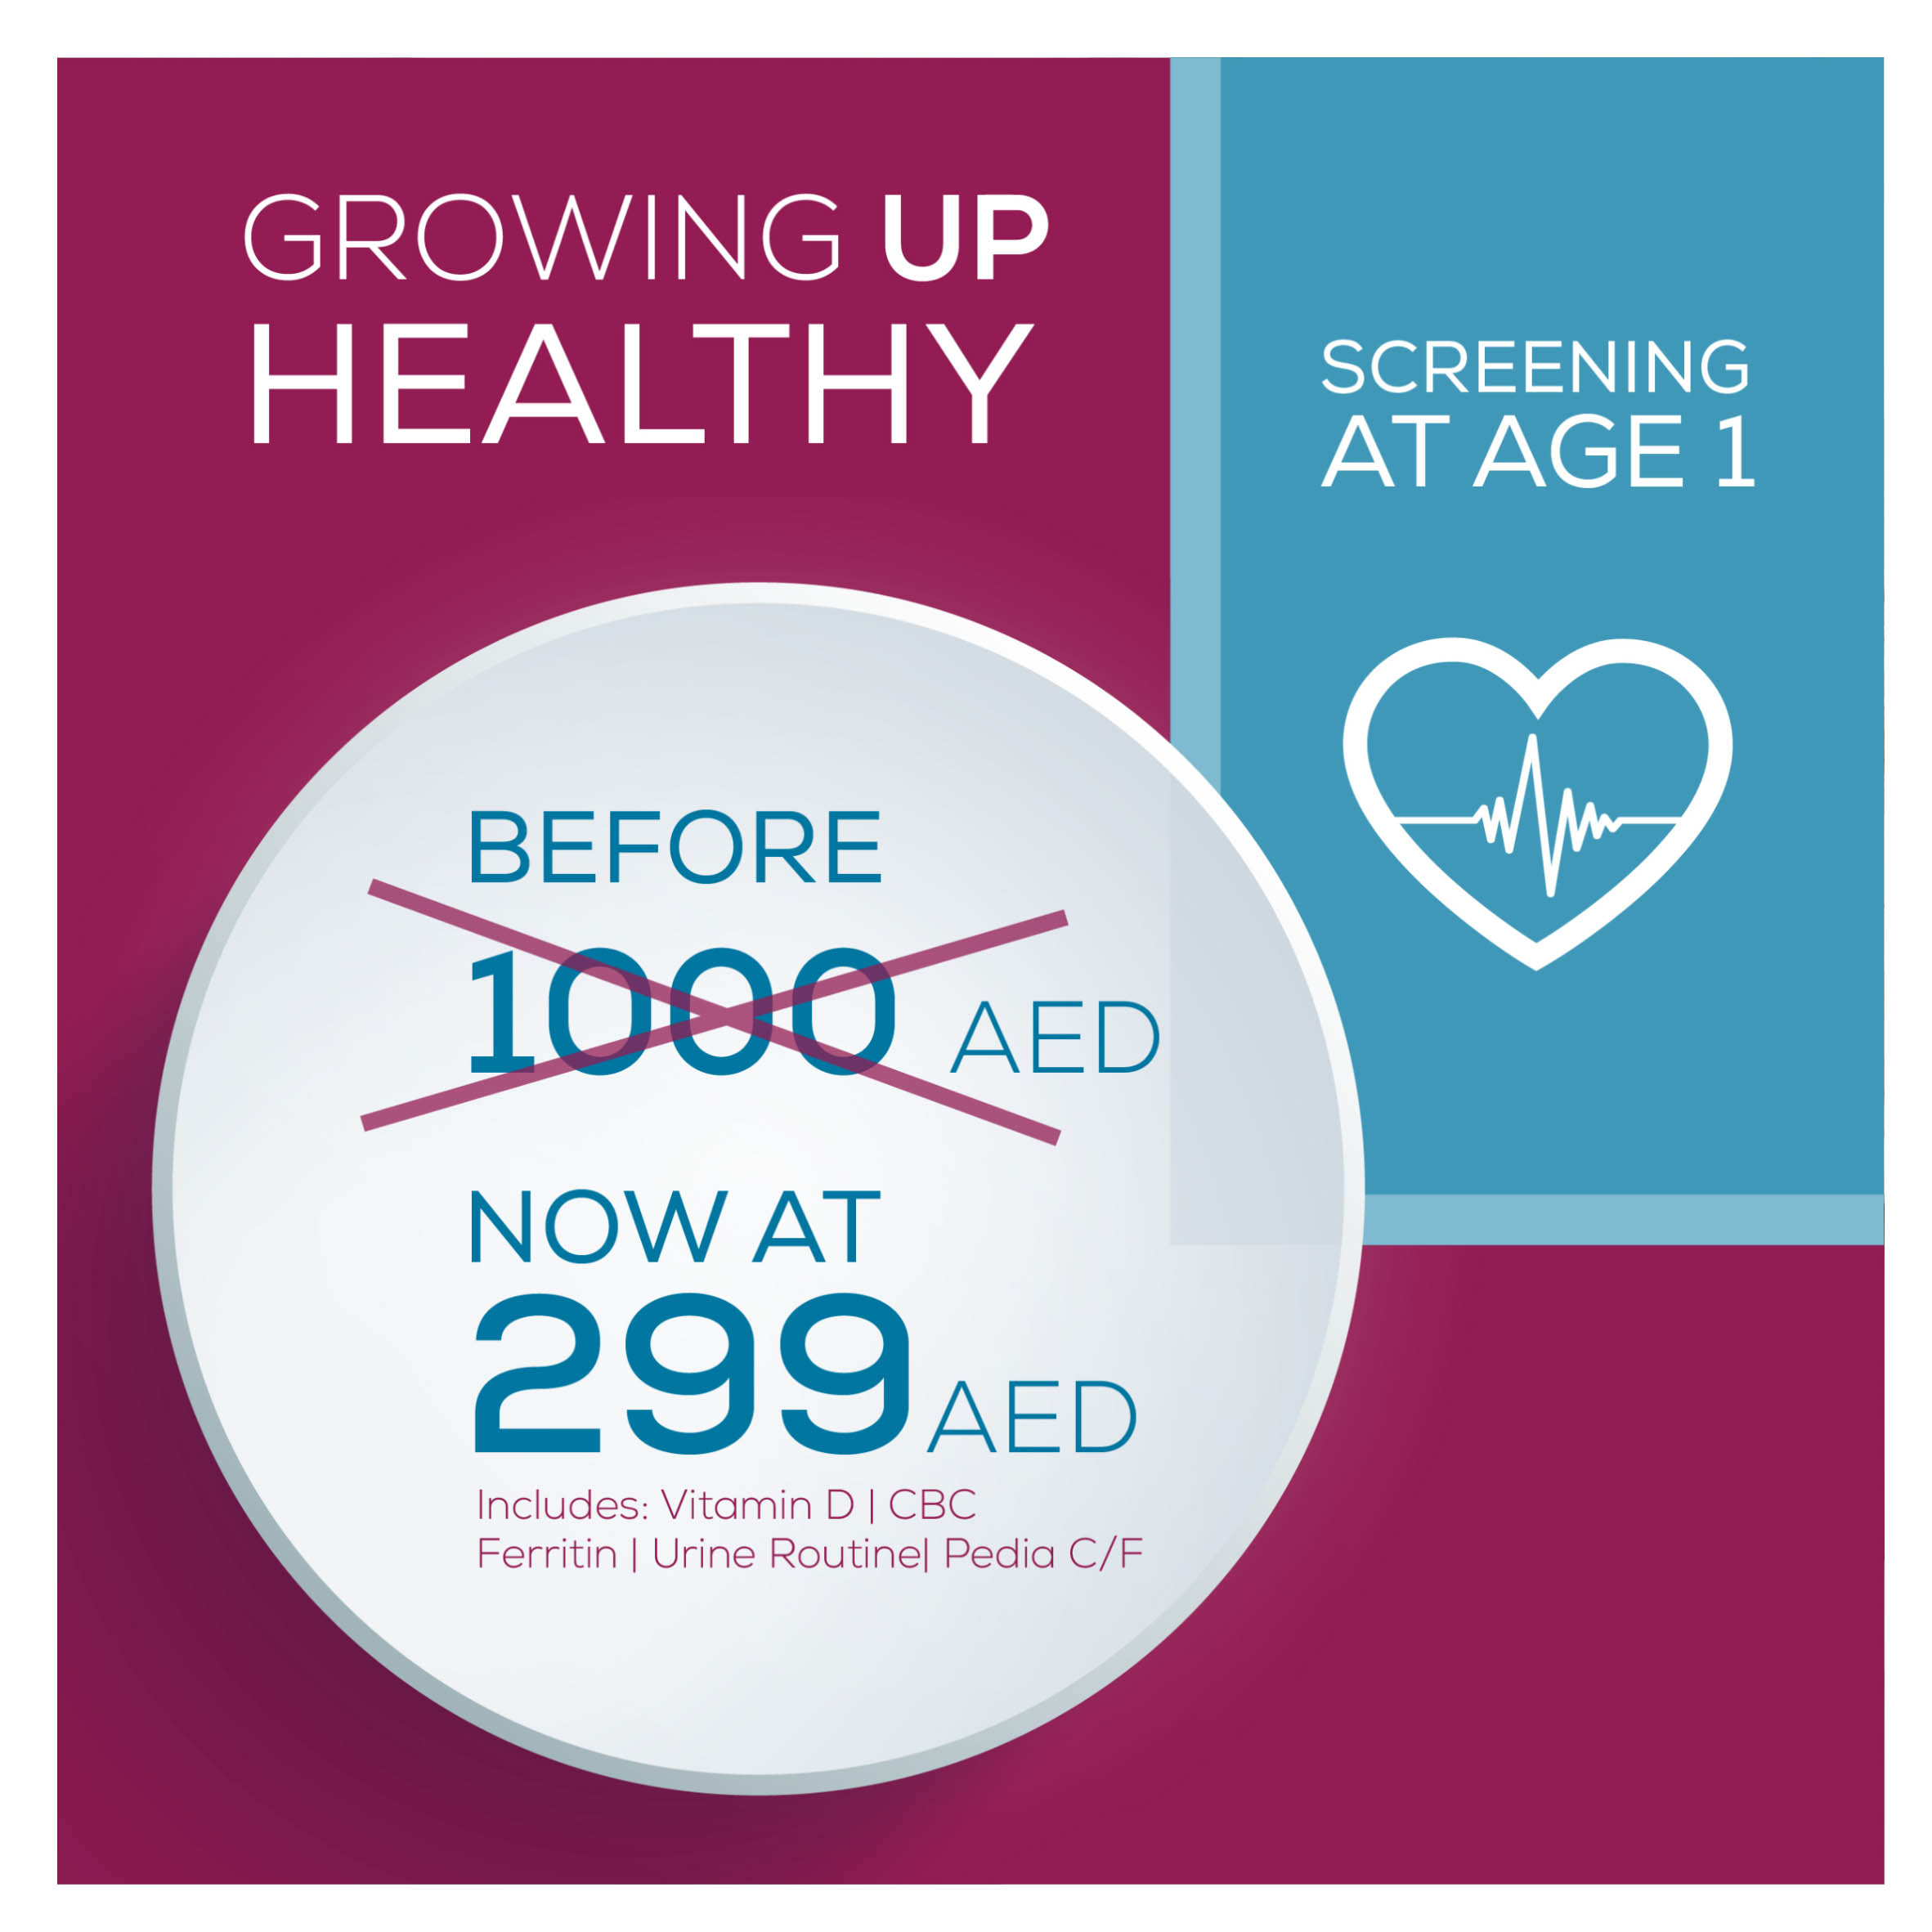 GROWING UP
HEALTHY
SCREENING
AT AGE 1
BEFORE
1000 AED
NOW AT
299 AED
Includes: Vitamin D | CBC
Ferritin | Urine Routine| Pedia C/F